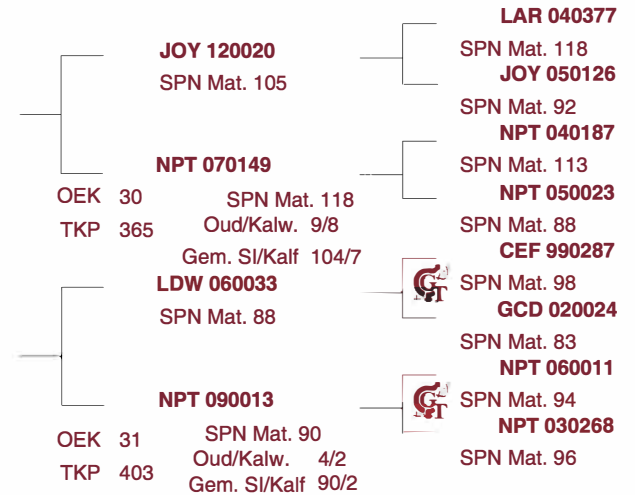 LAR 040377
JOY 120020
SPN Mat. 118
SPN Mat. 105
JOY 050126
SPN Mat. 92
NPT 040187
NPT 070149
SPN Mat. 113
OEK 30
SPN Mat. 118
NPT 050023
TKP 365
Oud/Kalw. 9/8
SPN Mat. 88
Gem. SI/Kalf 104/7
CEF 990287
LDW 060033
GT
SPN Mat. 98
SPN Mat. 88
GCD 020024
SPN Mat. 83
NPT 060011
NPT 090013
GT
SPN Mat. 94
OEK 31
SPN Mat. 90
NPT 030268
TKP 403
Oud/Kalw. 4/2
SPN Mat. 96
Gem. SI/Kalf 90/2